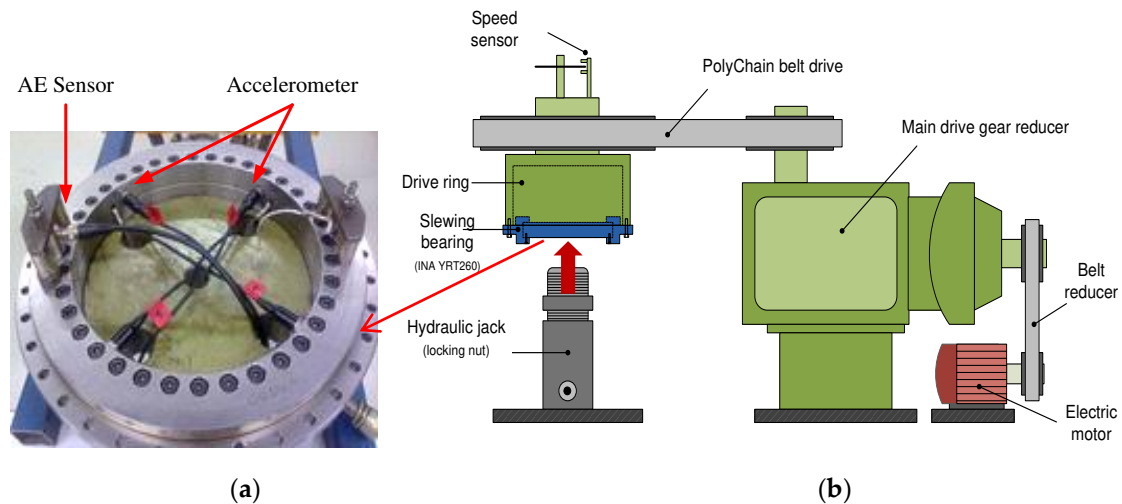 AE Sensor
Accelerometer
Speed
sensor
PolyChain belt drive
Main drive gear reducer
Drive ring
Slewing
bearing
(INA YRT260)
Hydraulic jack
(locking nut)
Belt
reducer
Electric
motor
(a)
(b)